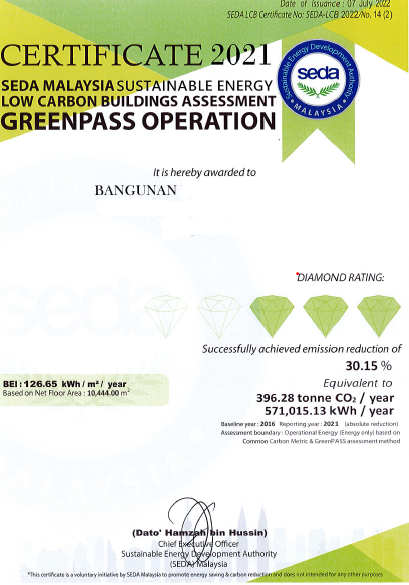 Date of Issuance : 07 July 2022
SEDA LCB Certificate No: SEDA-LCB 2022/No. 14 (2)
CERTIFICATE 2021
SEDA MALAYSIA SUSTAINABLE ENERGY
LOW CARBON BUILDINGS ASSESSMENT
GREENPASS OPERATION
Sustainable Energy Development Authority
seda
• MALAYSIA •
It is hereby awarded to
BANGUNAN
seda
*DIAMOND RATING:
Successfully achieved emission reduction of
30.15 %
Equivalent to
396.28 tonne CO₂ / year
571,015.13 kWh / year
BEI : 126.65 kWh / m² / year
Based on Net Floor Area : 10,444.00 m²
Baseline year : 2016 Reporting year : 2021 (absolute reduction)
Assessment boundary : Operational Energy (Energy only) based on
Common Carbon Metric & GreenPASS assessment method
(Dato' Hamzah bin Hussin)
Chief Executive Officer
Sustainable Energy Development Authority
(SEDA) Malaysia
*This certificate is a voluntary initiative by SEDA Malaysia to promote energy saving & carbon reduction and does not intended for any other purposes